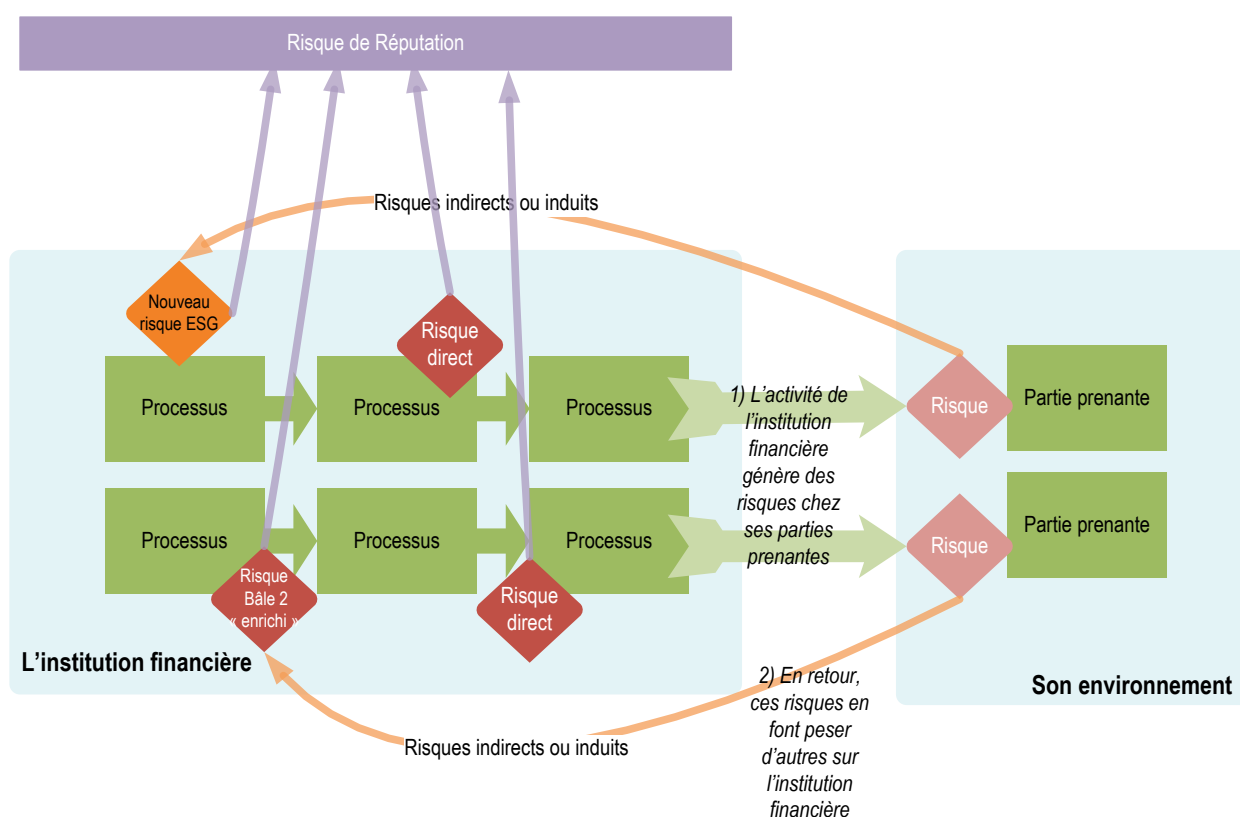 Risque de Réputation
Risques indirects ou induits
Nouveau
risque ESG
Risque
direct
Processus
Processus
Processus
1) L’activité de
l’institution
financière
génère des
risques chez
ses parties
prenantes
Risque
Partie prenante
Processus
Processus
Processus
Risque
Partie prenante
Risque
Bâle 2
« enrichi »
Risque
direct
L’institution financière
Son environnement
2) En retour,
ces risques en
font peser
d’autres sur
l’institution
financière
Risques indirects ou induits